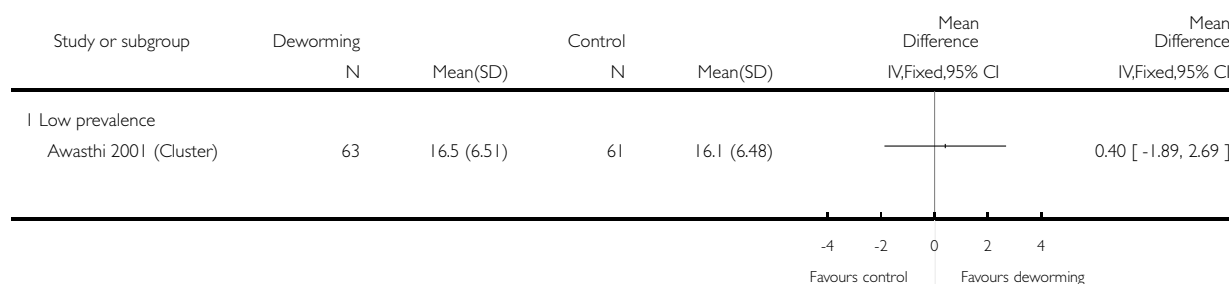 Mean Mean
Study or subgroup Deworming Control Difference Difference
N Mean(SD) N Mean(SD) IV,Fixed,95% CI IV,Fixed,95% CI
1 Low prevalence
Awasthi 2001 (Cluster) 63 16.5 (6.51) 61 16.1 (6.48) 0.40 [ -1.89, 2.69 ]
-4 -2 0 2 4
Favours control Favours deworming